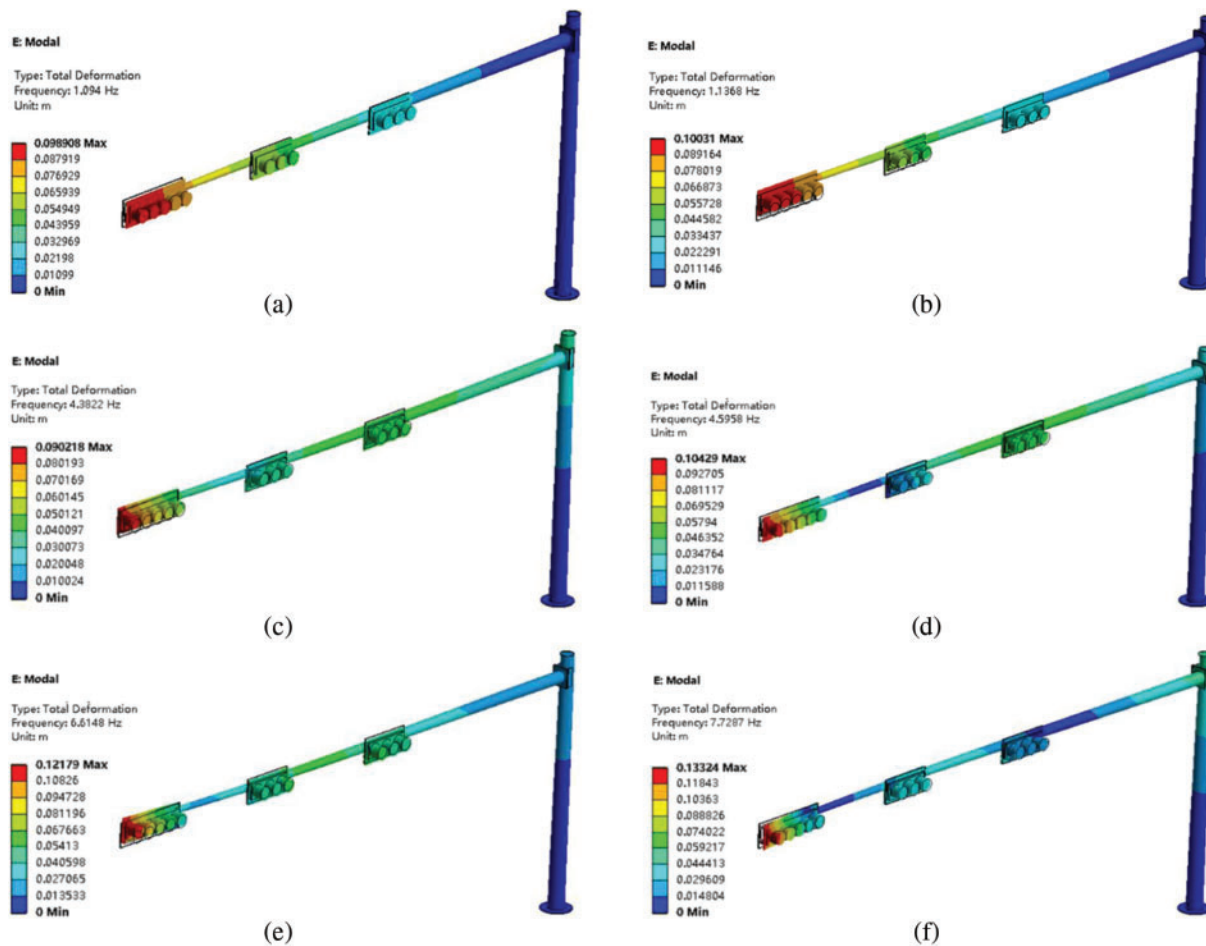 E: Modal
Type: Total Deformation
Frequency: 1.094 Hz
Unit: m
0.098908 Max
0.087919
0.076929
0.065939
0.054949
0.043959
0.032969
0.02198
0.01099
0 Min
(a)
E: Modal
Type: Total Deformation
Frequency: 1.1368 Hz
Unit: m
0.10031 Max
0.089164
0.078019
0.066873
0.055728
0.044582
0.033437
0.022291
0.011146
0 Min
(b)
E: Modal
Type: Total Deformation
Frequency: 4.3822 Hz
Unit: m
0.090218 Max
0.080193
0.070169
0.060145
0.050121
0.040097
0.030073
0.020048
0.010024
0 Min
(c)
E: Modal
Type: Total Deformation
Frequency: 4.5958 Hz
Unit: m
0.10429 Max
0.092705
0.081117
0.069529
0.05794
0.046352
0.034764
0.023176
0.011588
0 Min
(d)
E: Modal
Type: Total Deformation
Frequency: 6.6148 Hz
Unit: m
0.12179 Max
0.10826
0.094728
0.081196
0.067663
0.05413
0.040598
0.027065
0.013533
0 Min
(e)
E: Modal
Type: Total Deformation
Frequency: 7.7287 Hz
Unit: m
0.13324 Max
0.11843
0.10363
0.088826
0.074022
0.059217
0.044413
0.029609
0.014804
0 Min
(f)